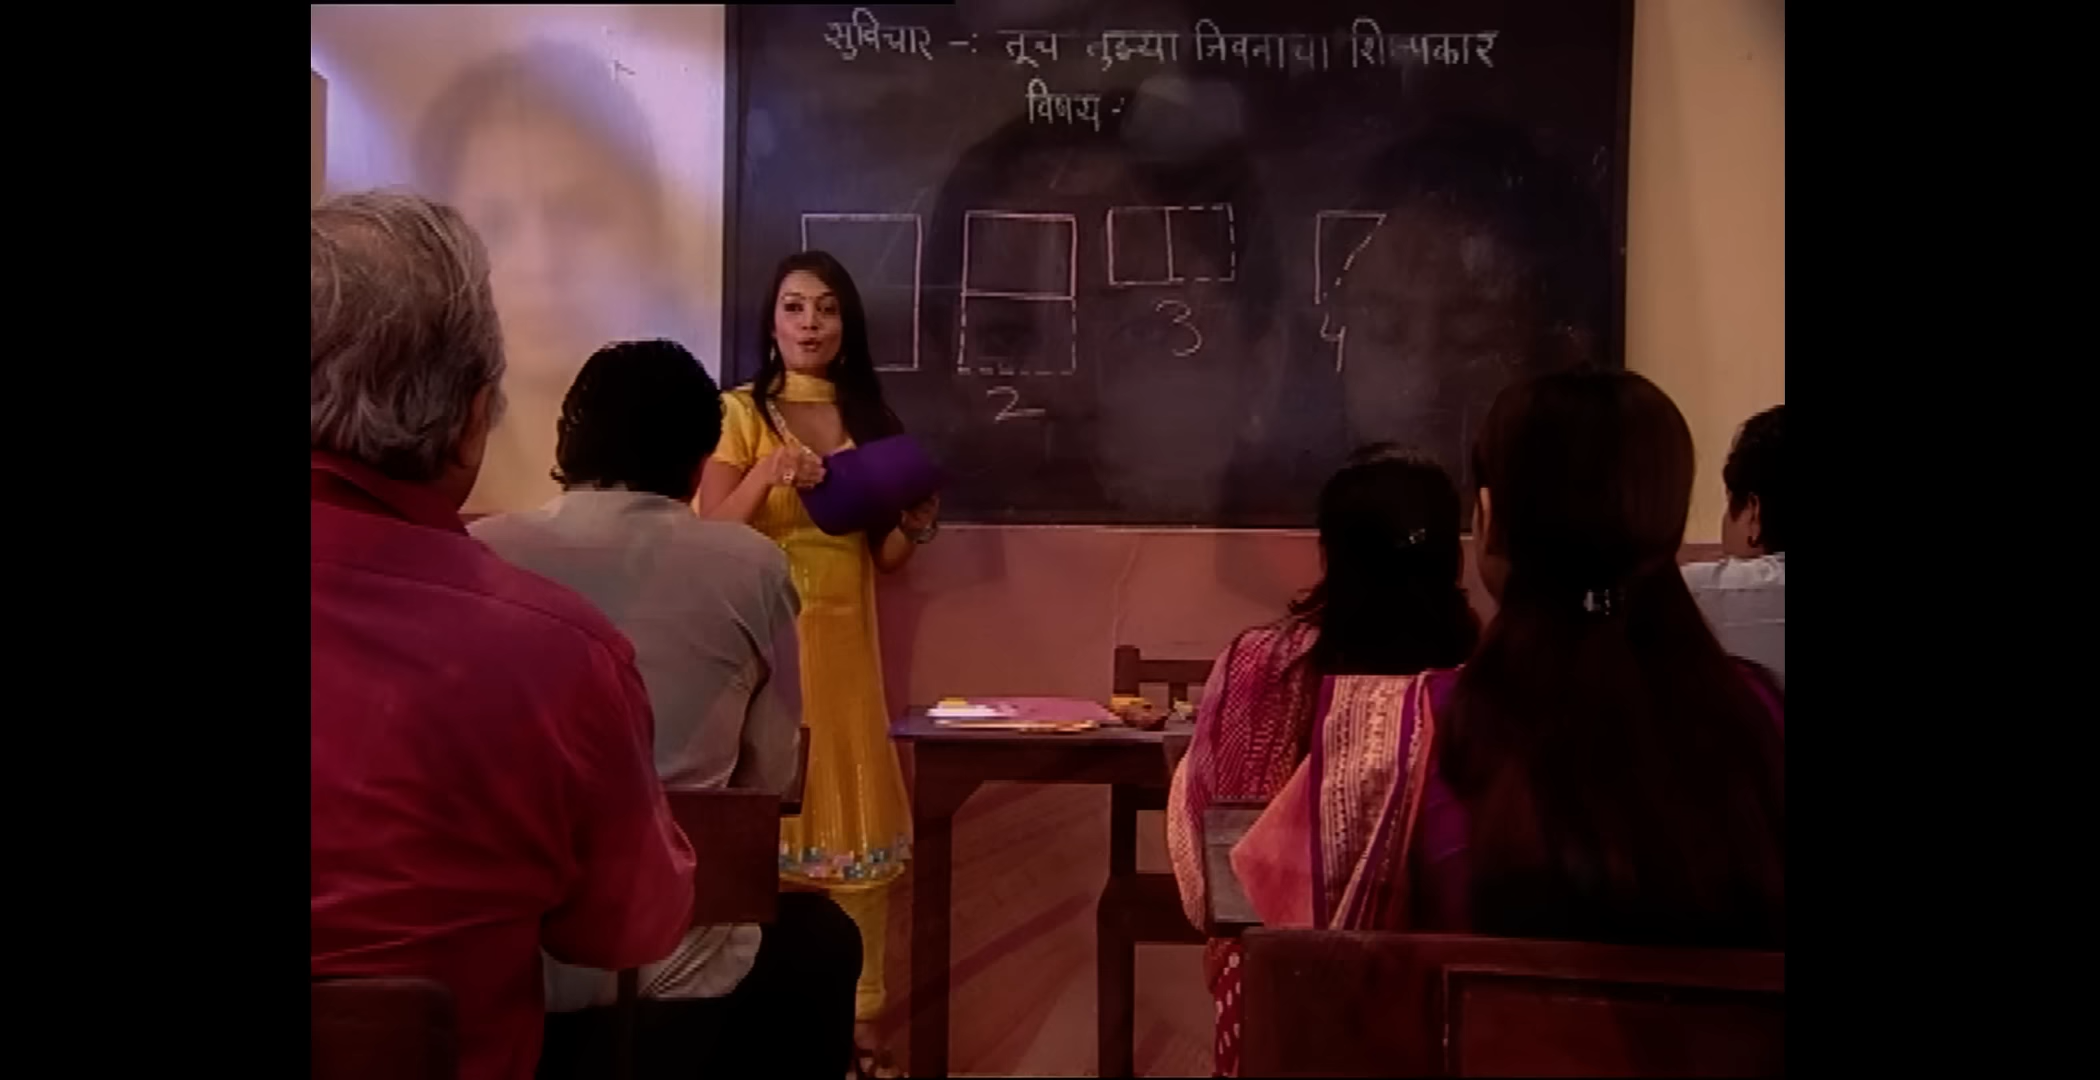 सुविचार -: तूच तुझ्या जिवनाचा शिल्पकार
विषय -
2
3
4